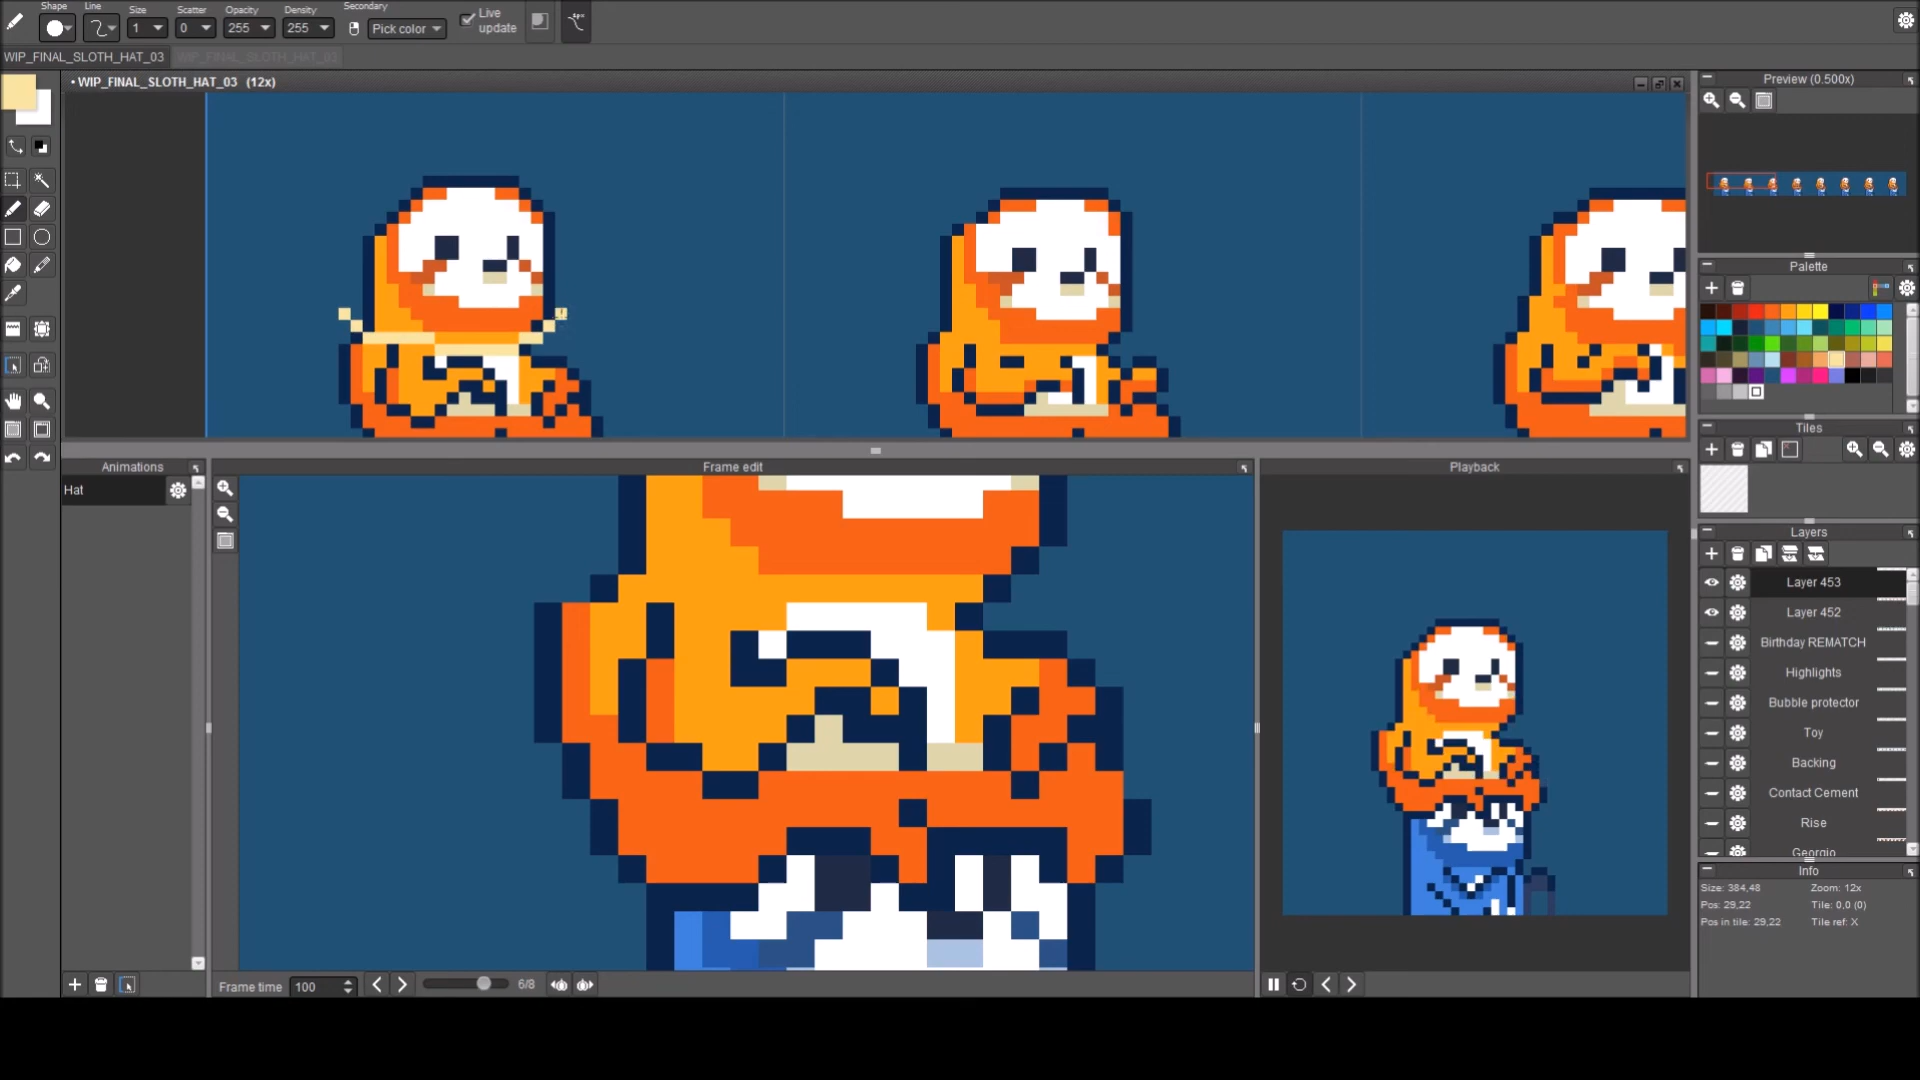 Shape
Line
Size
Scatter
Opacity
Density
Secondary
1
0
255
255
Pick color
Live update
WIP_FINAL_SLOTH_HAT_03
WIP_FINAL_SLOTH_HAT_03
• WIP_FINAL_SLOTH_HAT_03 (12x)
Preview (0.500x)
Palette
Tiles
Animations
Frame edit
Playback
Hat
Layers
Layer 453
Layer 452
Birthday REMATCH
Highlights
Bubble protector
Toy
Backing
Contact Cement
Rise
Georgio
Info
Size: 384,48
Zoom: 12x
Pos: 29,22
Tile: 0,0 (0)
Pos in tile: 29,22
Tile ref: X
Frame time
100
6/8